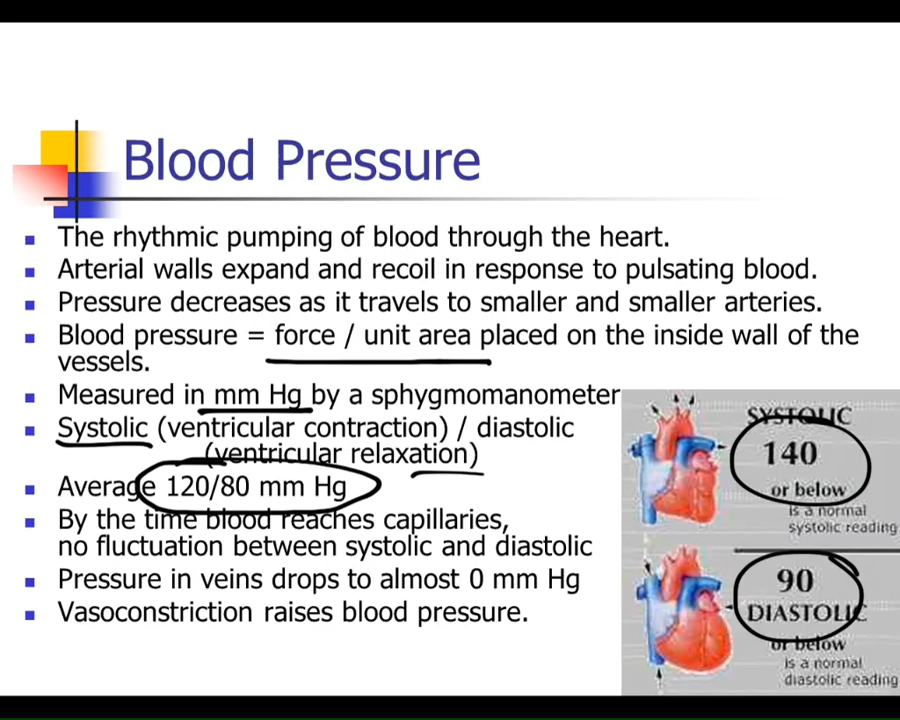 Blood Pressure
The rhythmic pumping of blood through the heart.
Arterial walls expand and recoil in response to pulsating blood.
Pressure decreases as it travels to smaller and smaller arteries.
Blood pressure = force / unit area placed on the inside wall of the
vessels.
Measured in mm Hg by a sphygmomanometer
Systolic (ventricular contraction) / diastolic
(ventricular relaxation)
Average 120/80 mm Hg
By the time blood reaches capillaries,
no fluctuation between systolic and diastolic
Pressure in veins drops to almost 0 mm Hg
Vasoconstriction raises blood pressure.
SYSTOLIC
140
or below
is a normal
systolic reading
90
DIASTOLIC
or below
is a normal
diastolic reading